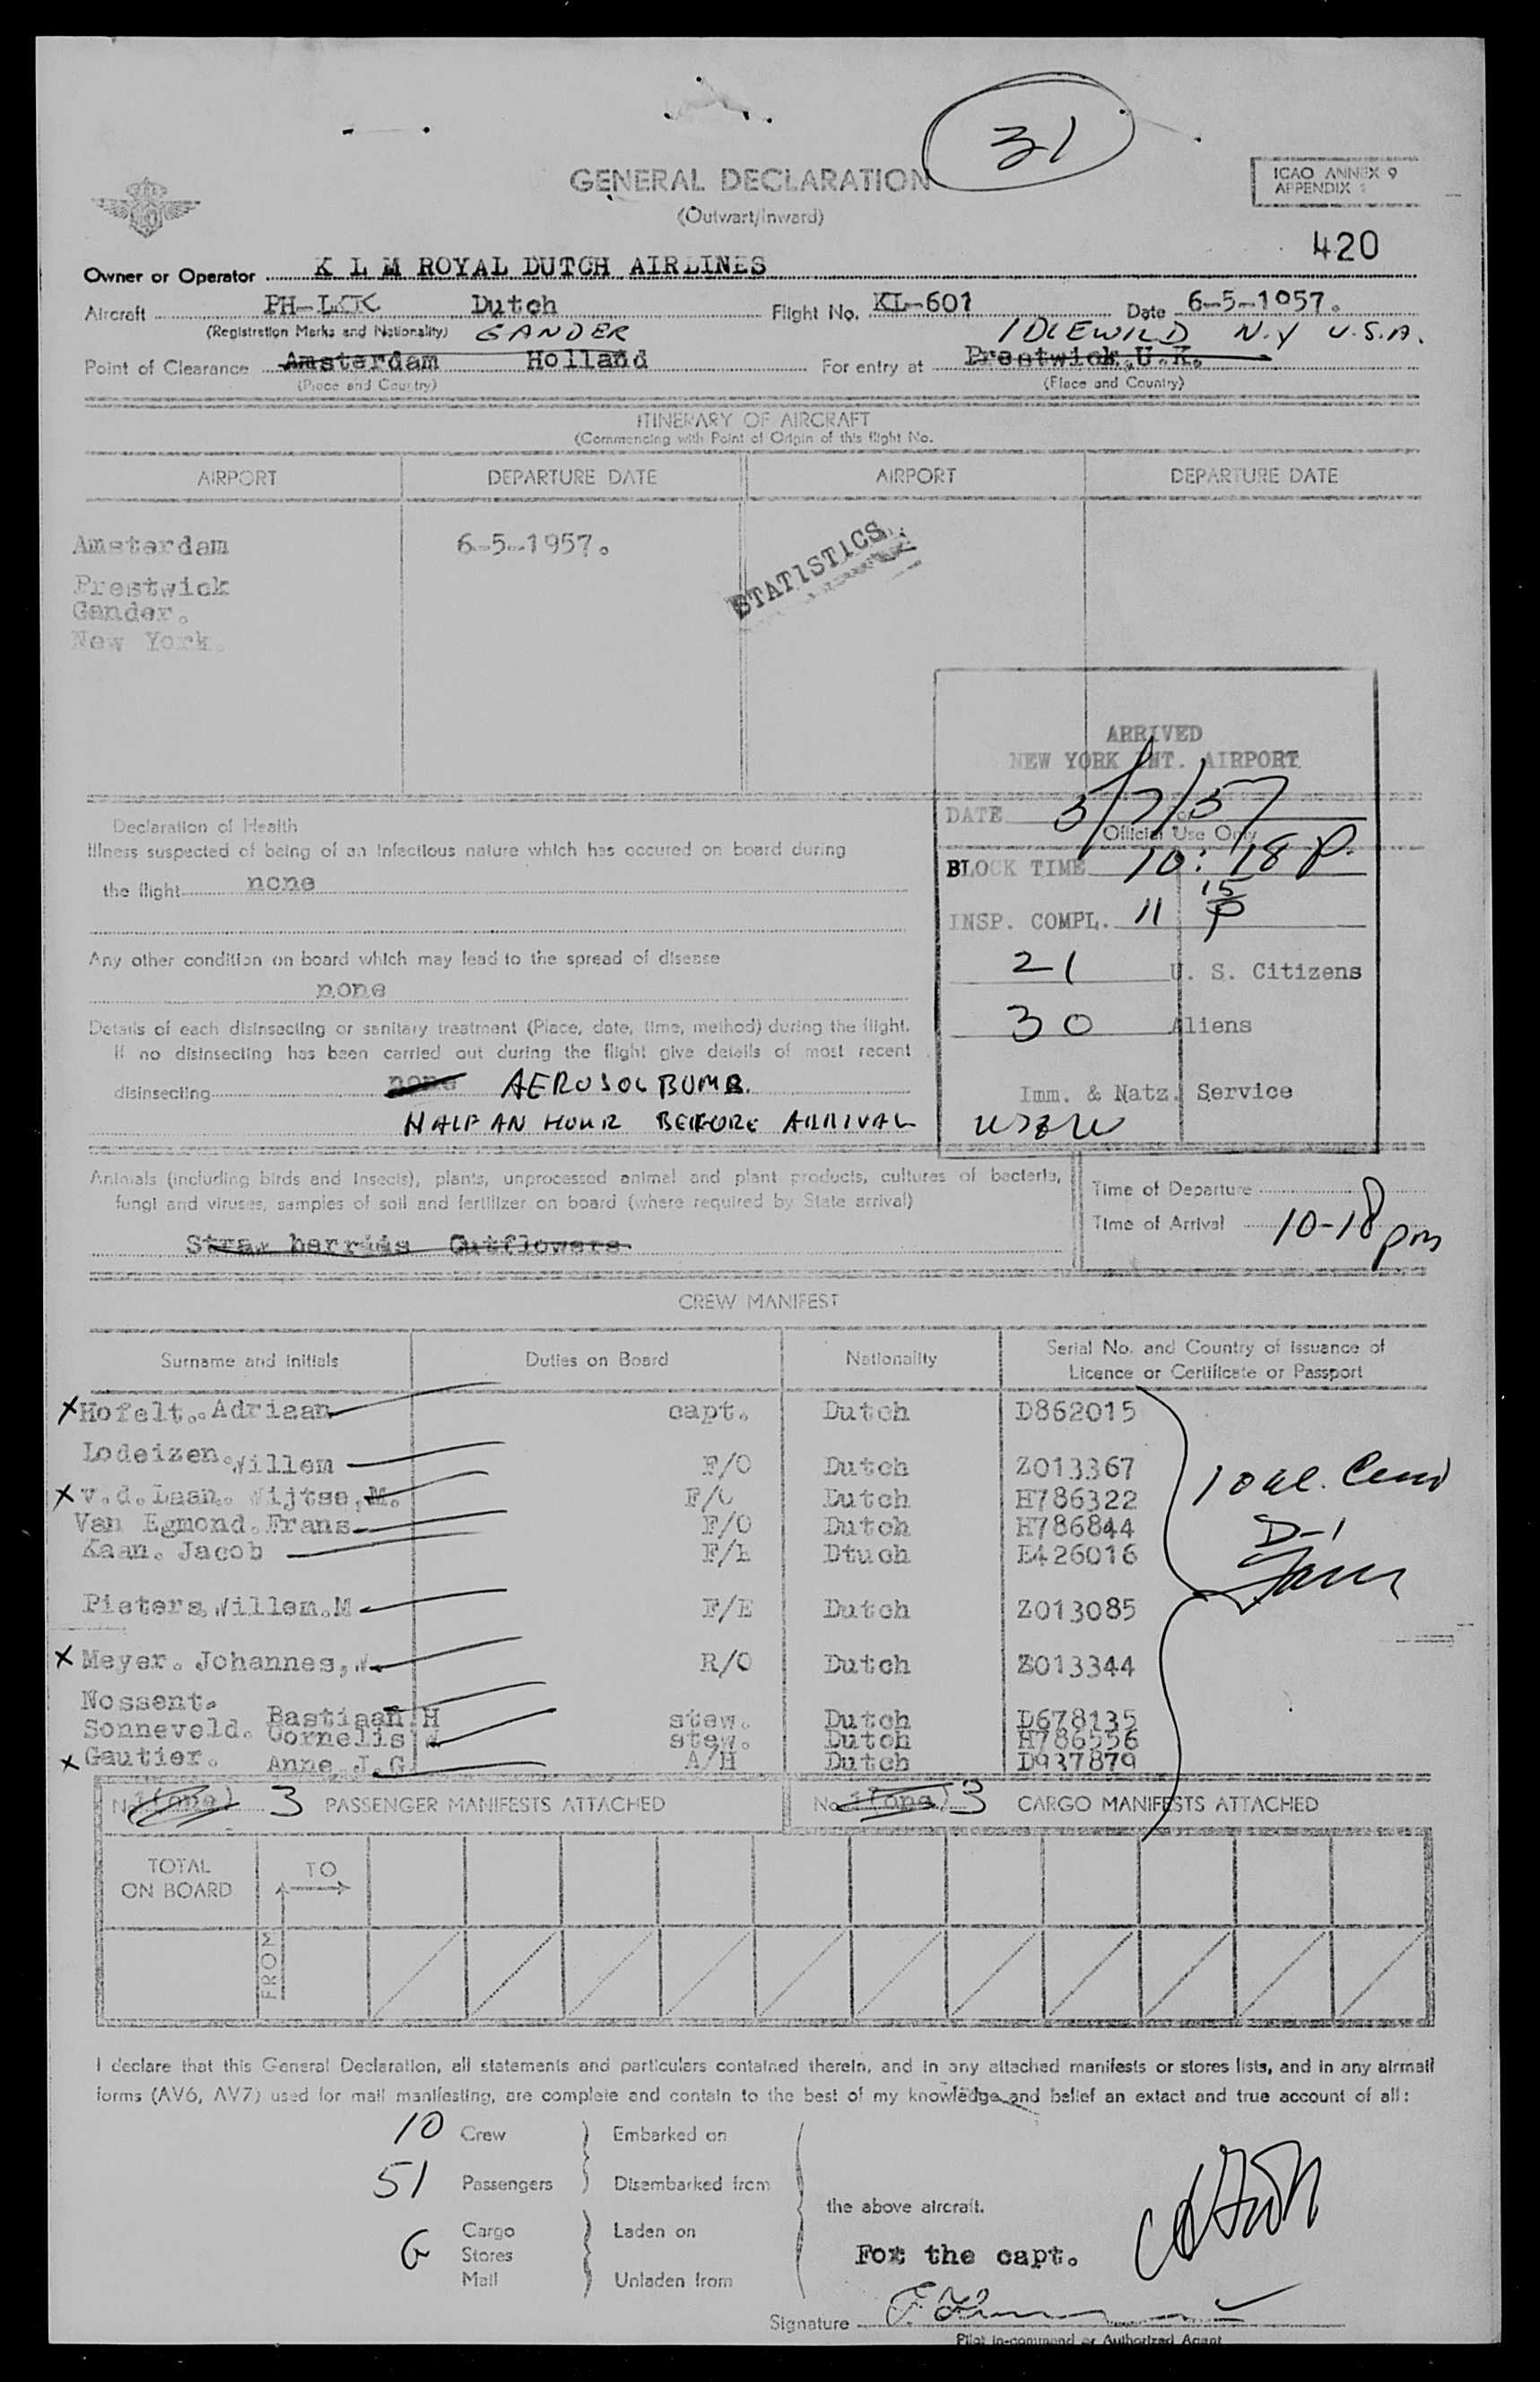 31
GENERAL DECLARATION
(Outwart/Inward)
ICAO ANNEX 9
APPENDIX 1
420
Owner or Operator K L M ROYAL DUTCH AIRLINES
Aircraft PH-LKK Dutch Flight No. KL-601 Date 6-5-1957.
(Registration Marks and Nationality) GANDER IDLEWILD N.Y U.S.A.
Point of Clearance Amsterdam Holland For entry at Prestwick.U.K.
(Place and Country) (Place and Country)
ITINERARY OF AIRCRAFT
(Commencing with Point of Origin of this flight No.
AIRPORT DEPARTURE DATE AIRPORT DEPARTURE DATE
Amsterdam 6-5-1957.
Prestwick
Gander.
New York.
STATISTICS
ARRIVED
NEW YORK INT. AIRPORT
DATE 5/7/57
Official Use Only
BLOCK TIME 10:18 P.
INSP. COMPL. 11 15 P
21 U. S. Citizens
30 Aliens
Imm. & Natz. Service
Declaration of Health
Illness suspected of being of an infectious nature which has occured on board during
the flight none
Any other condition on board which may lead to the spread of disease
none
Details of each disinsecting or sanitary treatment (Place, date, time, method) during the flight.
If no disinsecting has been carried out during the flight give details of most recent
disinsecting none AEROSOL BOMB.
HALF AN HOUR BEFORE ARRIVAL
Animals (including birds and insects), plants, unprocessed animal and plant products, cultures of bacteria,
fungi and viruses, samples of soil and fertilizer on board (where required by State arrival)
Straw berriis Cutflowers
Time of Departure
Time of Arrival 10-18 pm
CREW MANIFEST
Surname and initials Duties on Board Nationality Serial No. and Country of issuance of
Licence or Certificate or Passport
X Hofelt..Adriaan capt. Dutch D862015
Lodeizen.Willem F/O Dutch Z013367
X v.d.Laan. Wijtse,M. F/O Dutch H786322
Van Egmond.Frans. F/O Dutch H786844
Kaan. Jacob F/E Dtuch E426016
Pieters,Willem.M F/E Dutch Z013085
X Meyer. Johannes,W. R/O Dutch Z013344
Nossent. Bastiaan H stew. Dutch D678135
Sonneveld. Cornelis W stew. Dutch H786556
X Gautier. Anne,J.G. A/H Dutch D937879
D-1
No 1(one) 3 PASSENGER MANIFESTS ATTACHED No 1(one) 3 CARGO MANIFESTS ATTACHED
TOTAL
ON BOARD
TO
FROM
I declare that this General Declaration, all statements and particulars contained therein, and in any attached manifests or stores lists, and in any airmail
forms (AV6, AV7) used for mail manifesting, are complete and contain to the best of my knowledge and belief an extact and true account of all:
10 Crew Embarked on
51 Passengers Disembarked from
the above aircraft.
Cargo Laden on
G Stores
Mail Unladen from
For the capt.
Signature
Pilot in-command or Authorized Agent